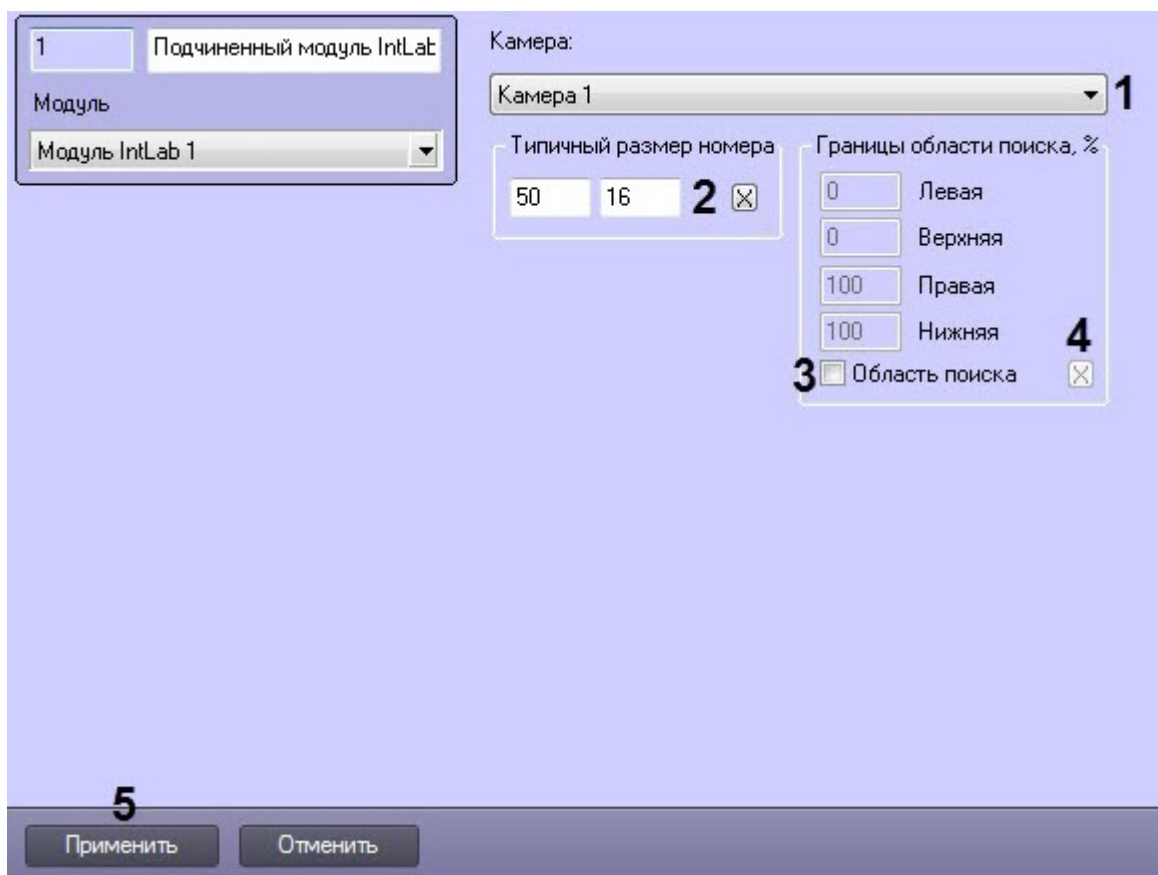 1 Подчиненный модуль IntLab
Модуль
Модуль IntLab 1
Камера:
Камера 1 1
Типичный размер номера
50 16 2
Границы области поиска, %
0 Левая
0 Верхняя
100 Правая
100 Нижняя
4
3 Область поиска
5
Применить Отменить